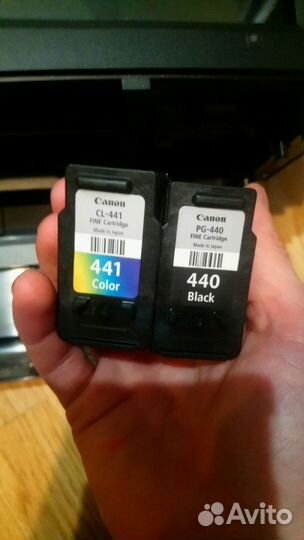 Canon
CL-441
FINE Cartridge
Made in Japan
441
Color
Canon
PG-440
FINE Cartridge
Made in Japan
440
Black
Avito